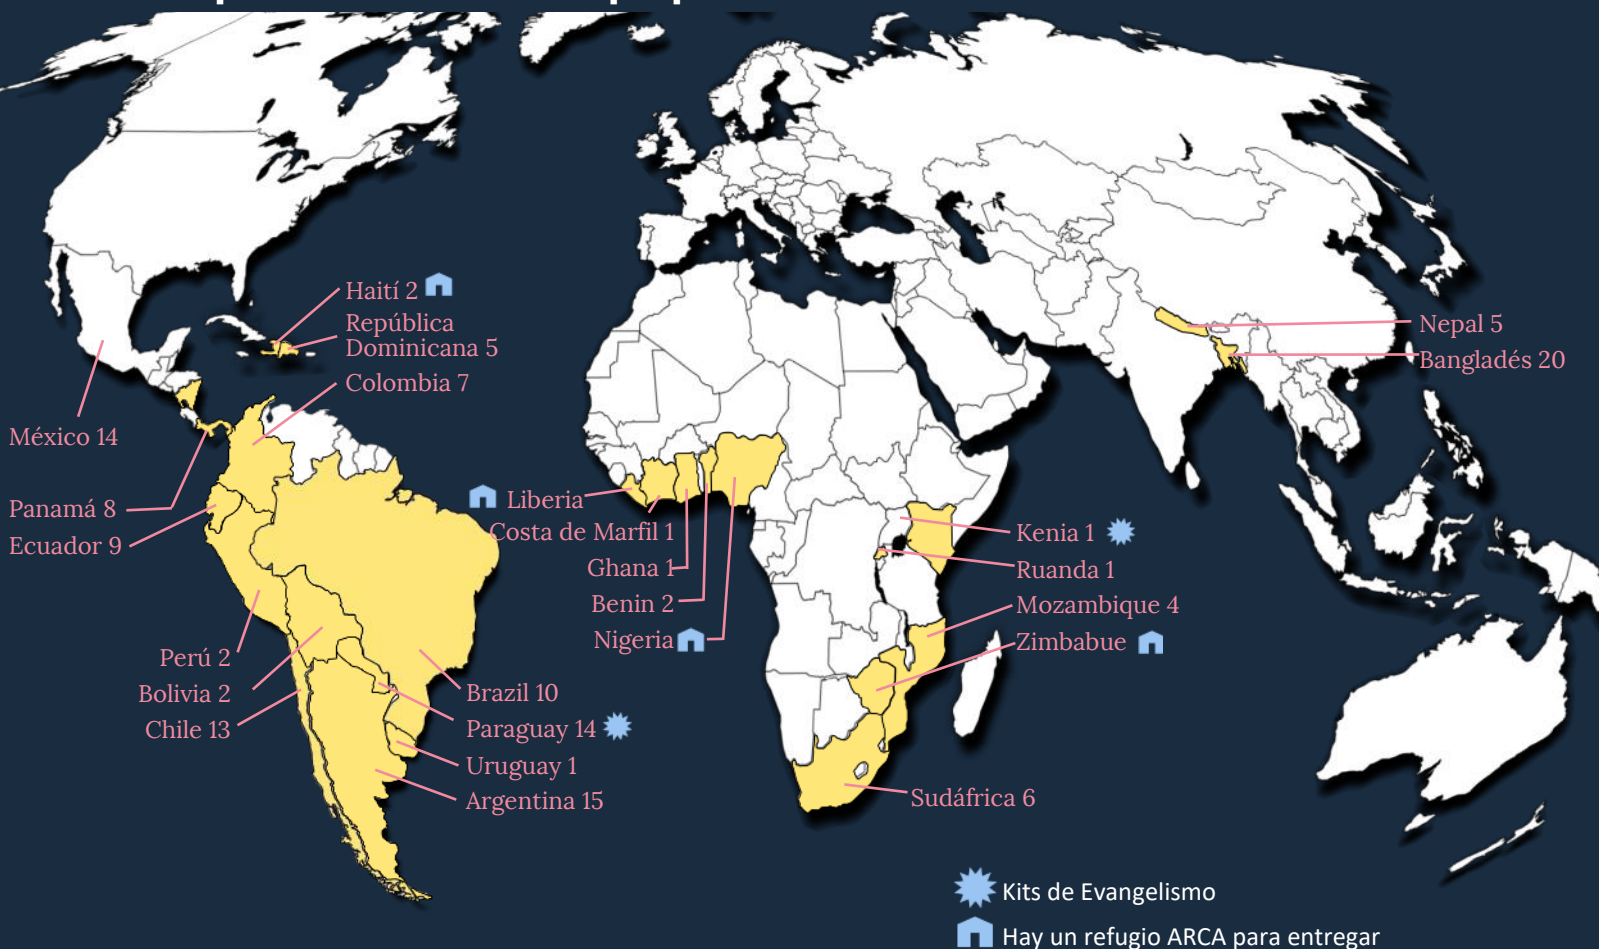 Haití 2
República
Dominicana 5
Colombia 7
México 14
Panamá 8
Ecuador 9
Perú 2
Bolivia 2
Chile 13
Brazil 10
Paraguay 14
Uruguay 1
Argentina 15
Liberia
Costa de Marfil 1
Ghana 1
Benin 2
Nigeria
Kenia 1
Ruanda 1
Mozambique 4
Zimbabue
Sudáfrica 6
Nepal 5
Bangladés 20
Kits de Evangelismo
Hay un refugio ARCA para entregar